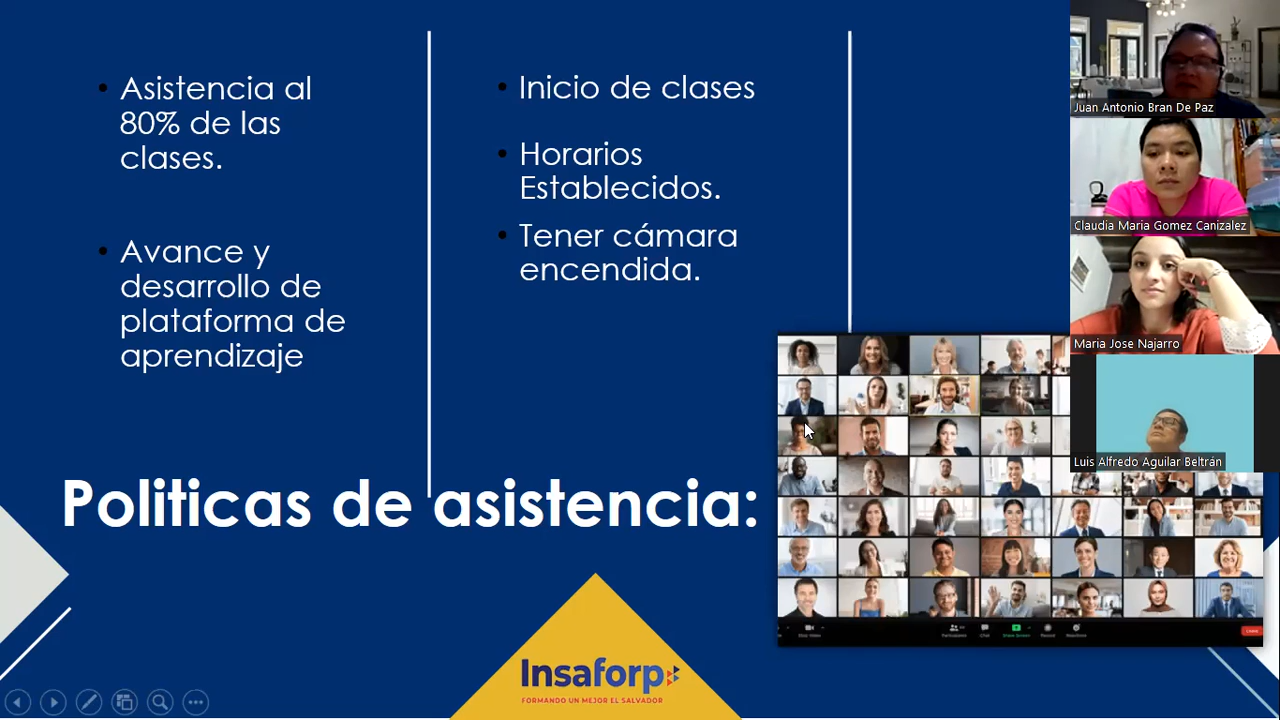 • Asistencia al
80% de las
clases.
• Avance y
desarrollo de
plataforma de
aprendizaje
• Inicio de clases
• Horarios
Establecidos.
• Tener cámara
encendida.
Politicas de asistencia:
Insaforp
FORMANDO UN MEJOR EL SALVADOR
Juan Antonio Bran De Paz
Claudia Maria Gomez Canizalez
Maria Jose Najarro
Luis Alfredo Aguilar Beltrán